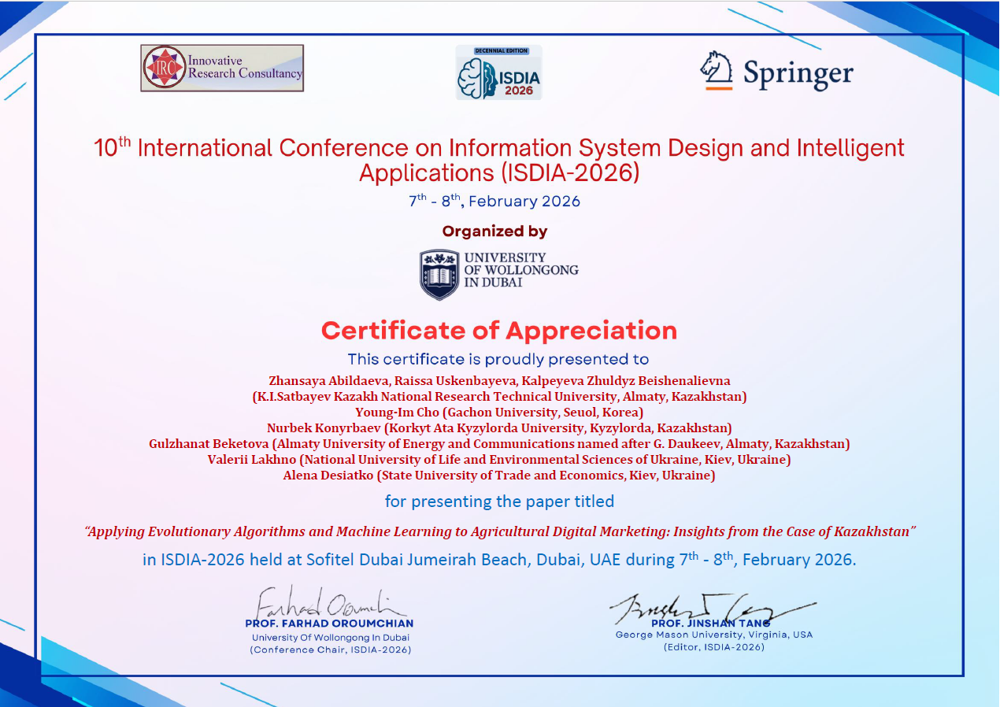 IRC
Innovative
Research Consultancy
DECENNIAL EDITION
ISDIA
2026
Springer
10th International Conference on Information System Design and Intelligent
Applications (ISDIA-2026)
7th - 8th, February 2026
Organized by
UNIVERSITY
OF WOLLONGONG
IN DUBAI
Certificate of Appreciation
This certificate is proudly presented to
Zhansaya Abildaeva, Raissa Uskenbayeva, Kalpeyeva Zhuldyz Beishenalievna
(K.I.Satbayev Kazakh National Research Technical University, Almaty, Kazakhstan)
Young-Im Cho (Gachon University, Seuol, Korea)
Nurbek Konyrbaev (Korkyt Ata Kyzylorda University, Kyzylorda, Kazakhstan)
Gulzhanat Beketova (Almaty University of Energy and Communications named after G. Daukeev, Almaty, Kazakhstan)
Valerii Lakhno (National University of Life and Environmental Sciences of Ukraine, Kiev, Ukraine)
Alena Desiatko (State University of Trade and Economics, Kiev, Ukraine)
for presenting the paper titled
“Applying Evolutionary Algorithms and Machine Learning to Agricultural Digital Marketing: Insights from the Case of Kazakhstan”
in ISDIA-2026 held at Sofitel Dubai Jumeirah Beach, Dubai, UAE during 7th - 8th, February 2026.
Farhad Oroumchi
PROF. FARHAD OROUMCHIAN
University Of Wollongong In Dubai
(Conference Chair, ISDIA-2026)
PROF. JINSHAN TANG
George Mason University, Virginia, USA
(Editor, ISDIA-2026)